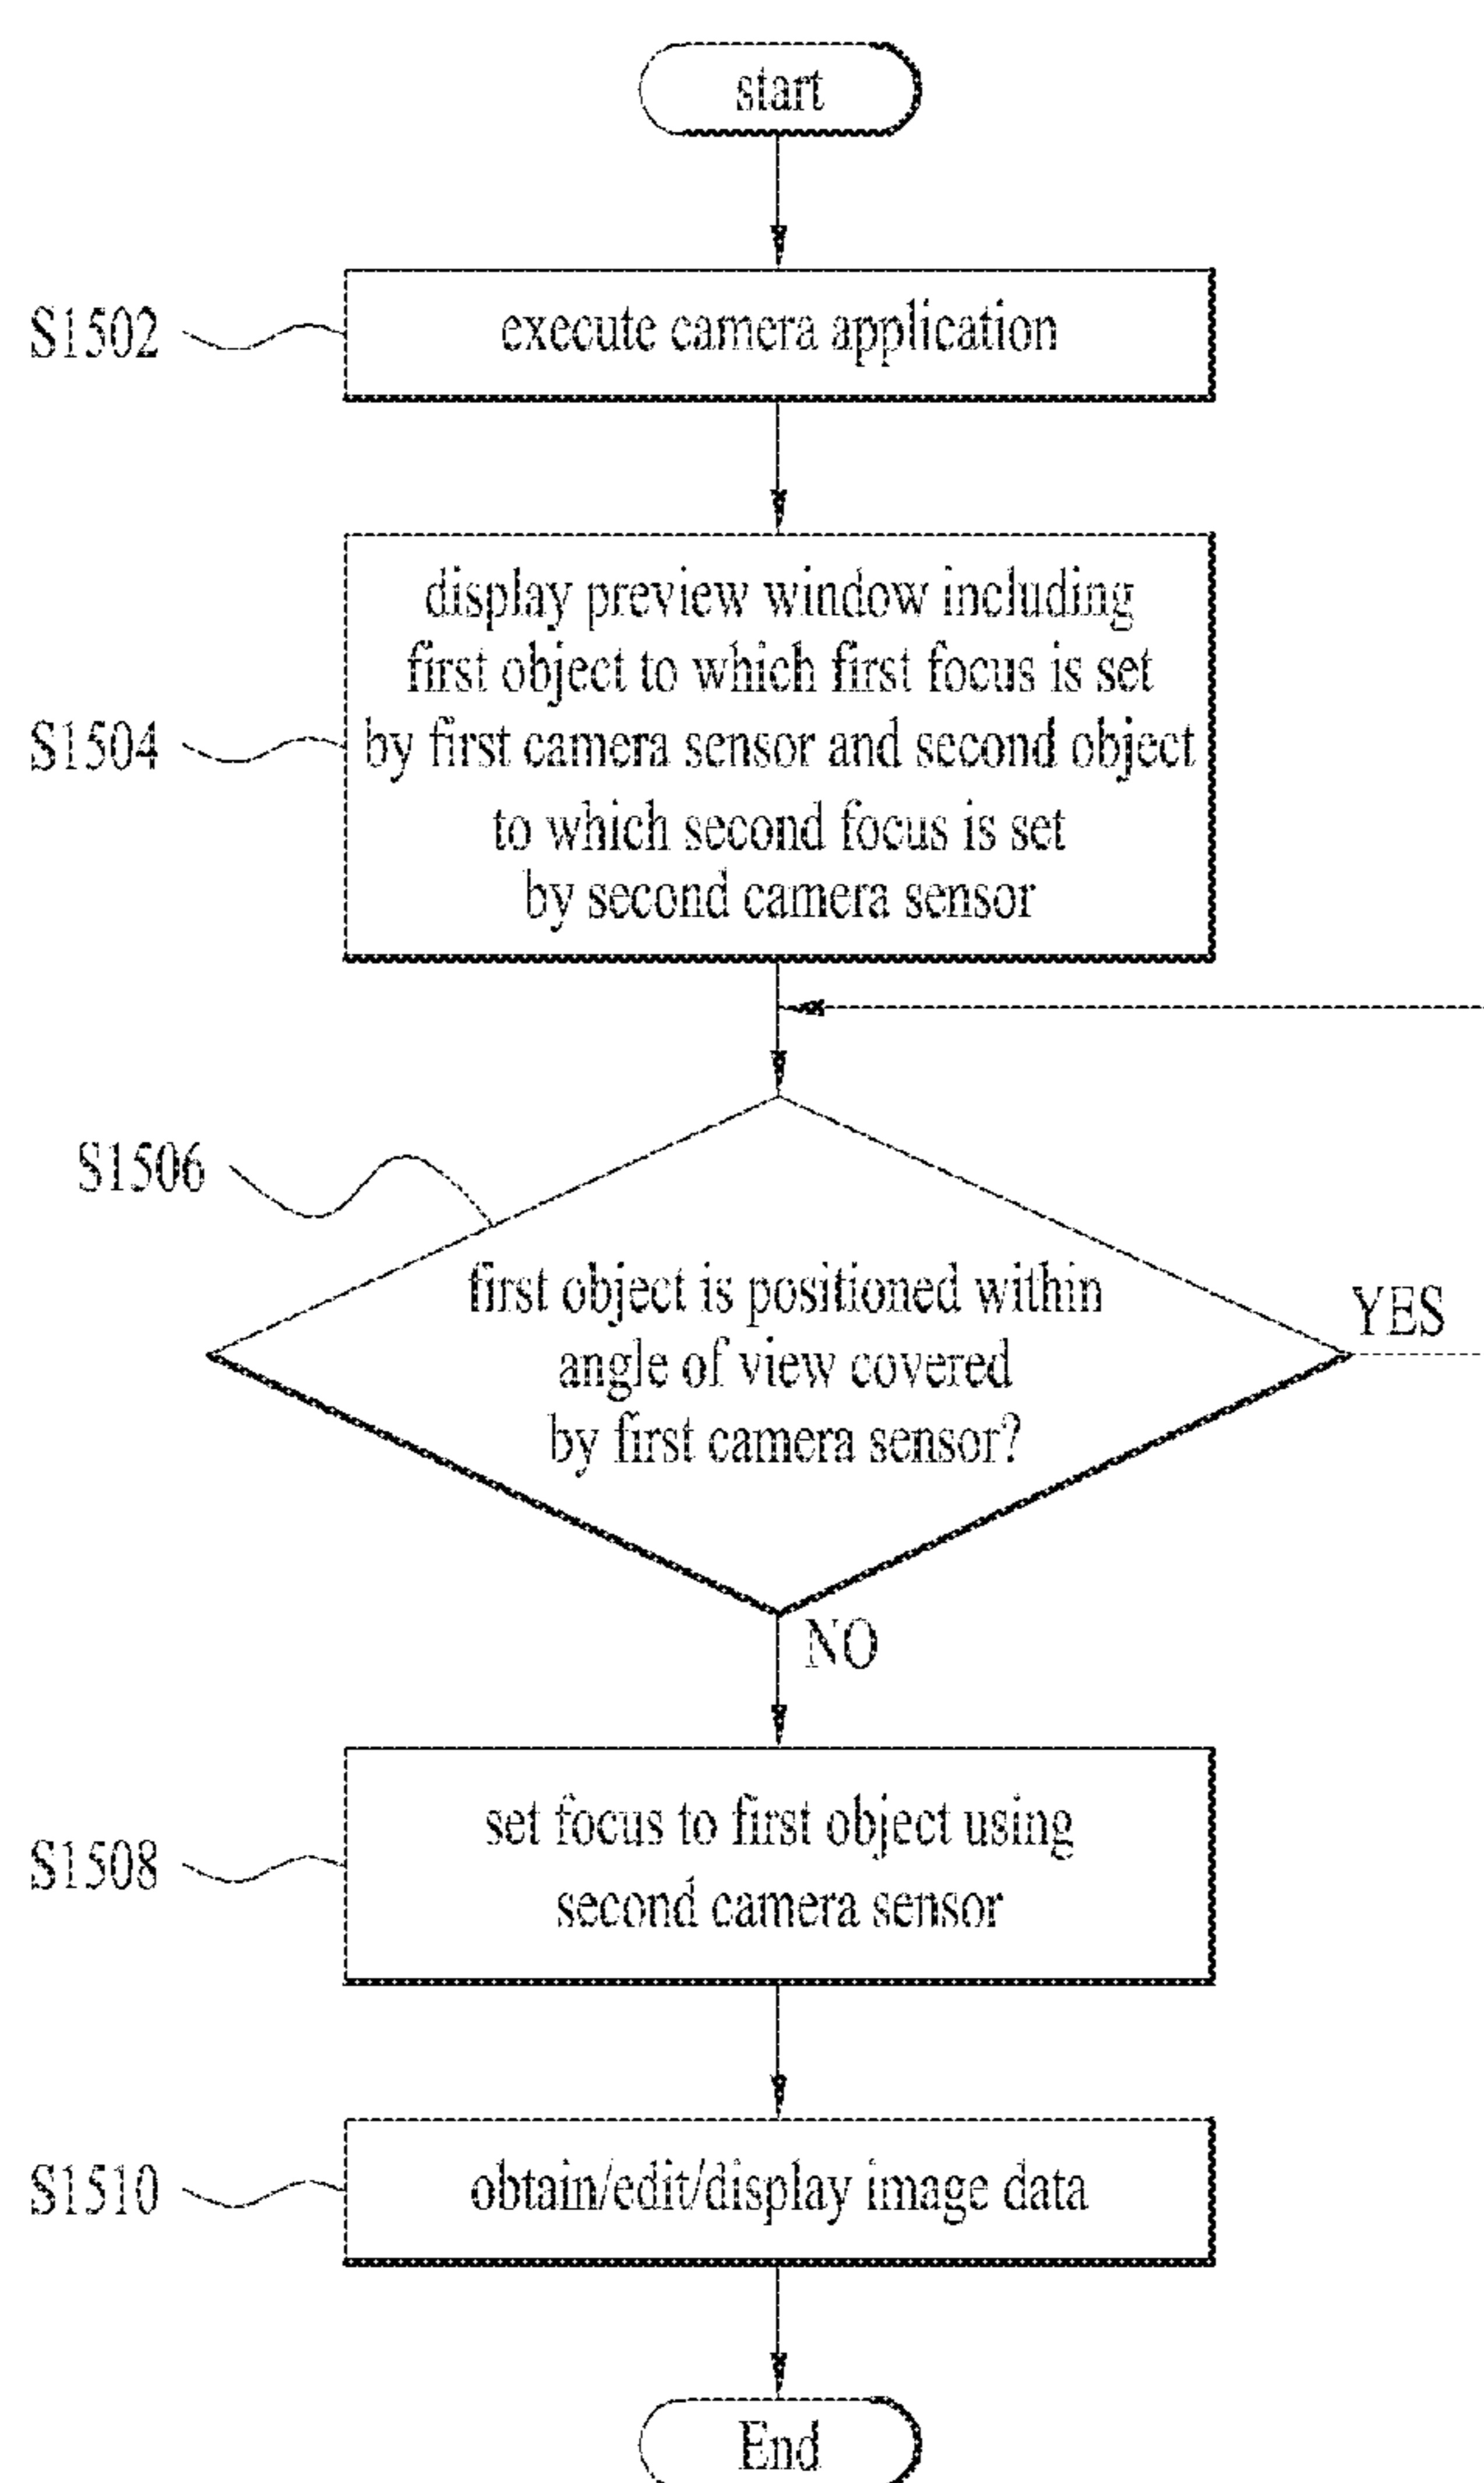 start
S1502
execute camera application
display preview window including
first object to which first focus is set
S1504
by first camera sensor and second object
to which second focus is set
by second camera sensor
S1506
first object is positioned within
angle of view covered
by first camera sensor?
YES
NO
S1508
set focus to first object using
second camera sensor
S1510
obtain/edit/display image data
End